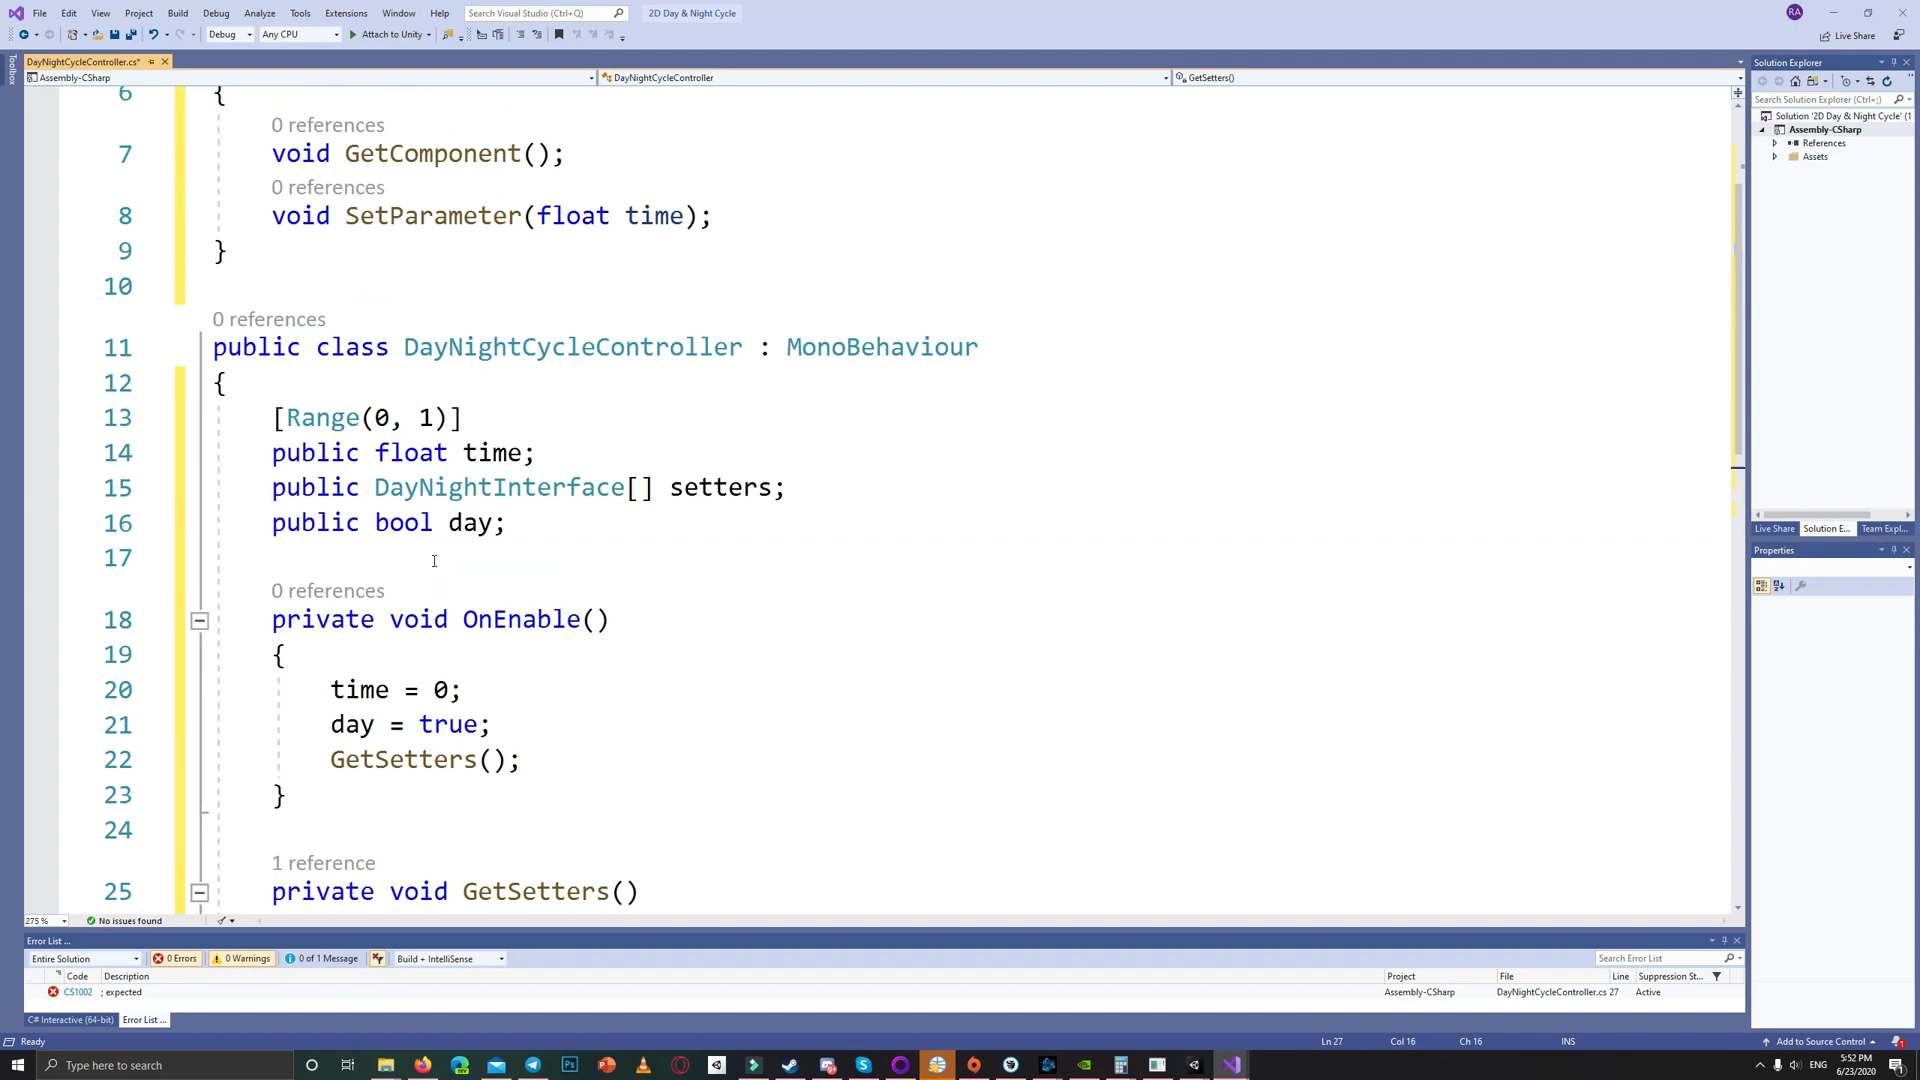 File Edit View Project Build Debug Analyze Tools Extensions Window Help Search Visual Studio (Ctrl+Q) 2D Day & Night Cycle RA
Debug Any CPU Attach to Unity Live Share
DayNightCycleController.cs*
Assembly-CSharp DayNightCycleController GetSetters()
Toolbox
6 {
0 references
7 void GetComponent();
0 references
8 void SetParameter(float time);
9 }
10
0 references
11 public class DayNightCycleController : MonoBehaviour
12 {
13 [Range(0, 1)]
14 public float time;
15 public DayNightInterface[] setters;
16 public bool day;
17
0 references
18 private void OnEnable()
19 {
20 time = 0;
21 day = true;
22 GetSetters();
23 }
24
1 reference
25 private void GetSetters()
275 % No issues found
Solution Explorer
Search Solution Explorer (Ctrl+;)
Solution '2D Day & Night Cycle' (1
Assembly-CSharp
References
Assets
Live Share Solution E... Team Expl...
Properties
Error List ...
Entire Solution 0 Errors 0 Warnings 0 of 1 Message Build + IntelliSense Search Error List
Code Description Project File Line Suppression St...
CS1002 ; expected Assembly-CSharp DayNightCycleController.cs 27 Active
C# Interactive (64-bit) Error List ...
Ready Ln 27 Col 16 Ch 16 INS Add to Source Control
Type here to search ENG 5:52 PM
6/23/2020